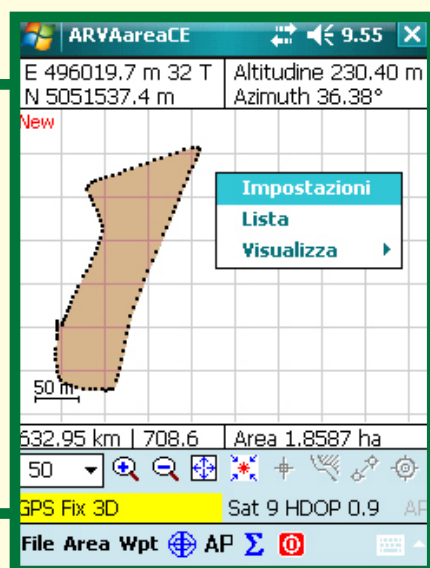 ARVAareaCE 9.55
E 496019.7 m 32 T Altitudine 230.40 m
N 5051537.4 m Azimuth 36.38°
New
Impostazioni
Lista
Visualizza
50 m
632.95 km | 708.6 Area 1.8587 ha
50
GPS Fix 3D Sat 9 HDOP 0.9 AP
File Area Wpt AP Σ